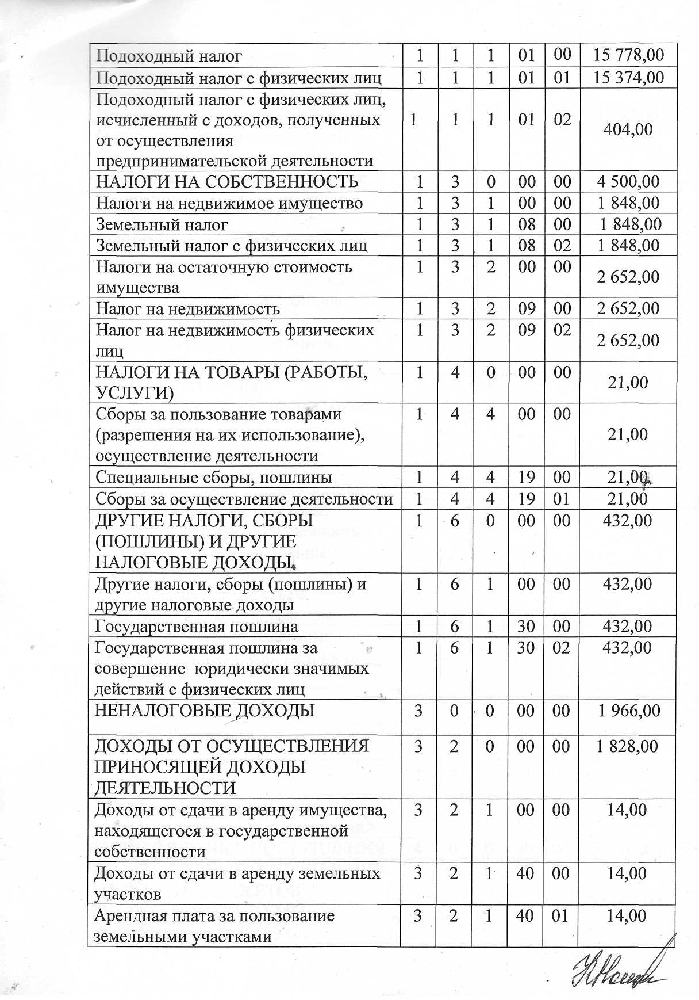 Подоходный налог 1 1 1 01 00 15 778,00
Подоходный налог с физических лиц 1 1 1 01 01 15 374,00
Подоходный налог с физических лиц,
исчисленный с доходов, полученных 1 1 1 01 02 404,00
от осуществления
предпринимательской деятельности
НАЛОГИ НА СОБСТВЕННОСТЬ 1 3 0 00 00 4 500,00
Налоги на недвижимое имущество 1 3 1 00 00 1 848,00
Земельный налог 1 3 1 08 00 1 848,00
Земельный налог с физических лиц 1 3 1 08 02 1 848,00
Налоги на остаточную стоимость 1 3 2 00 00 2 652,00
имущества
Налог на недвижимость 1 3 2 09 00 2 652,00
Налог на недвижимость физических 1 3 2 09 02 2 652,00
лиц
НАЛОГИ НА ТОВАРЫ (РАБОТЫ, 1 4 0 00 00 21,00
УСЛУГИ)
Сборы за пользование товарами 1 4 4 00 00
(разрешения на их использование), 21,00
осуществление деятельности
Специальные сборы, пошлины 1 4 4 19 00 21,00
Сборы за осуществление деятельности 1 4 4 19 01 21,00
ДРУГИЕ НАЛОГИ, СБОРЫ 1 6 0 00 00 432,00
(ПОШЛИНЫ) И ДРУГИЕ
НАЛОГОВЫЕ ДОХОДЫ
Другие налоги, сборы (пошлины) и 1 6 1 00 00 432,00
другие налоговые доходы
Государственная пошлина 1 6 1 30 00 432,00
Государственная пошлина за 1 6 1 30 02 432,00
совершение юридически значимых
действий с физических лиц
НЕНАЛОГОВЫЕ ДОХОДЫ 3 0 0 00 00 1 966,00
ДОХОДЫ ОТ ОСУЩЕСТВЛЕНИЯ 3 2 0 00 00 1 828,00
ПРИНОСЯЩЕЙ ДОХОДЫ
ДЕЯТЕЛЬНОСТИ
Доходы от сдачи в аренду имущества, 3 2 1 00 00 14,00
находящегося в государственной
собственности
Доходы от сдачи в аренду земельных 3 2 1 40 00 14,00
участков
Арендная плата за пользование 3 2 1 40 01 14,00
земельными участками